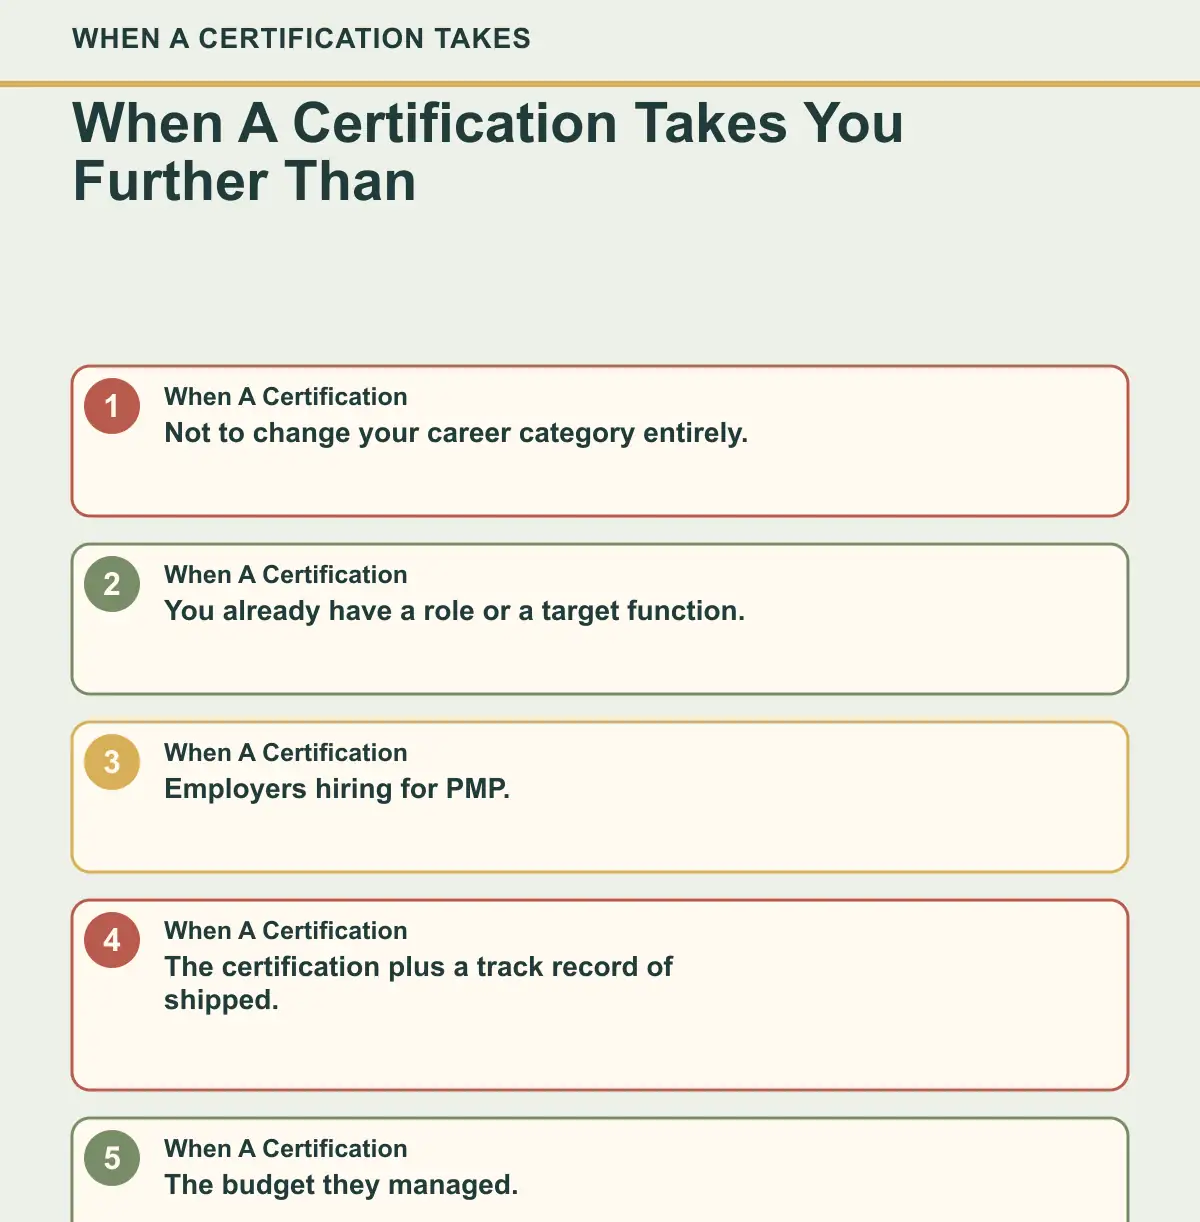 WHEN A CERTIFICATION TAKES
When A Certification Takes You
Further Than
1
When A Certification
Not to change your career category entirely.
2
When A Certification
You already have a role or a target function.
3
When A Certification
Employers hiring for PMP.
4
When A Certification
The certification plus a track record of
shipped.
5
When A Certification
The budget they managed.